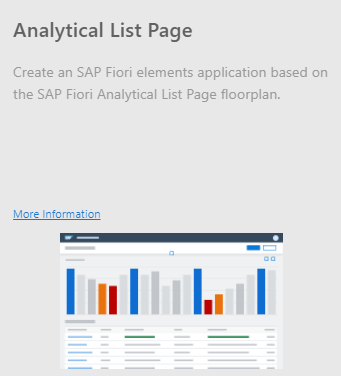 Analytical List Page
Create an SAP Fiori elements application based on
the SAP Fiori Analytical List Page floorplan.
More Information